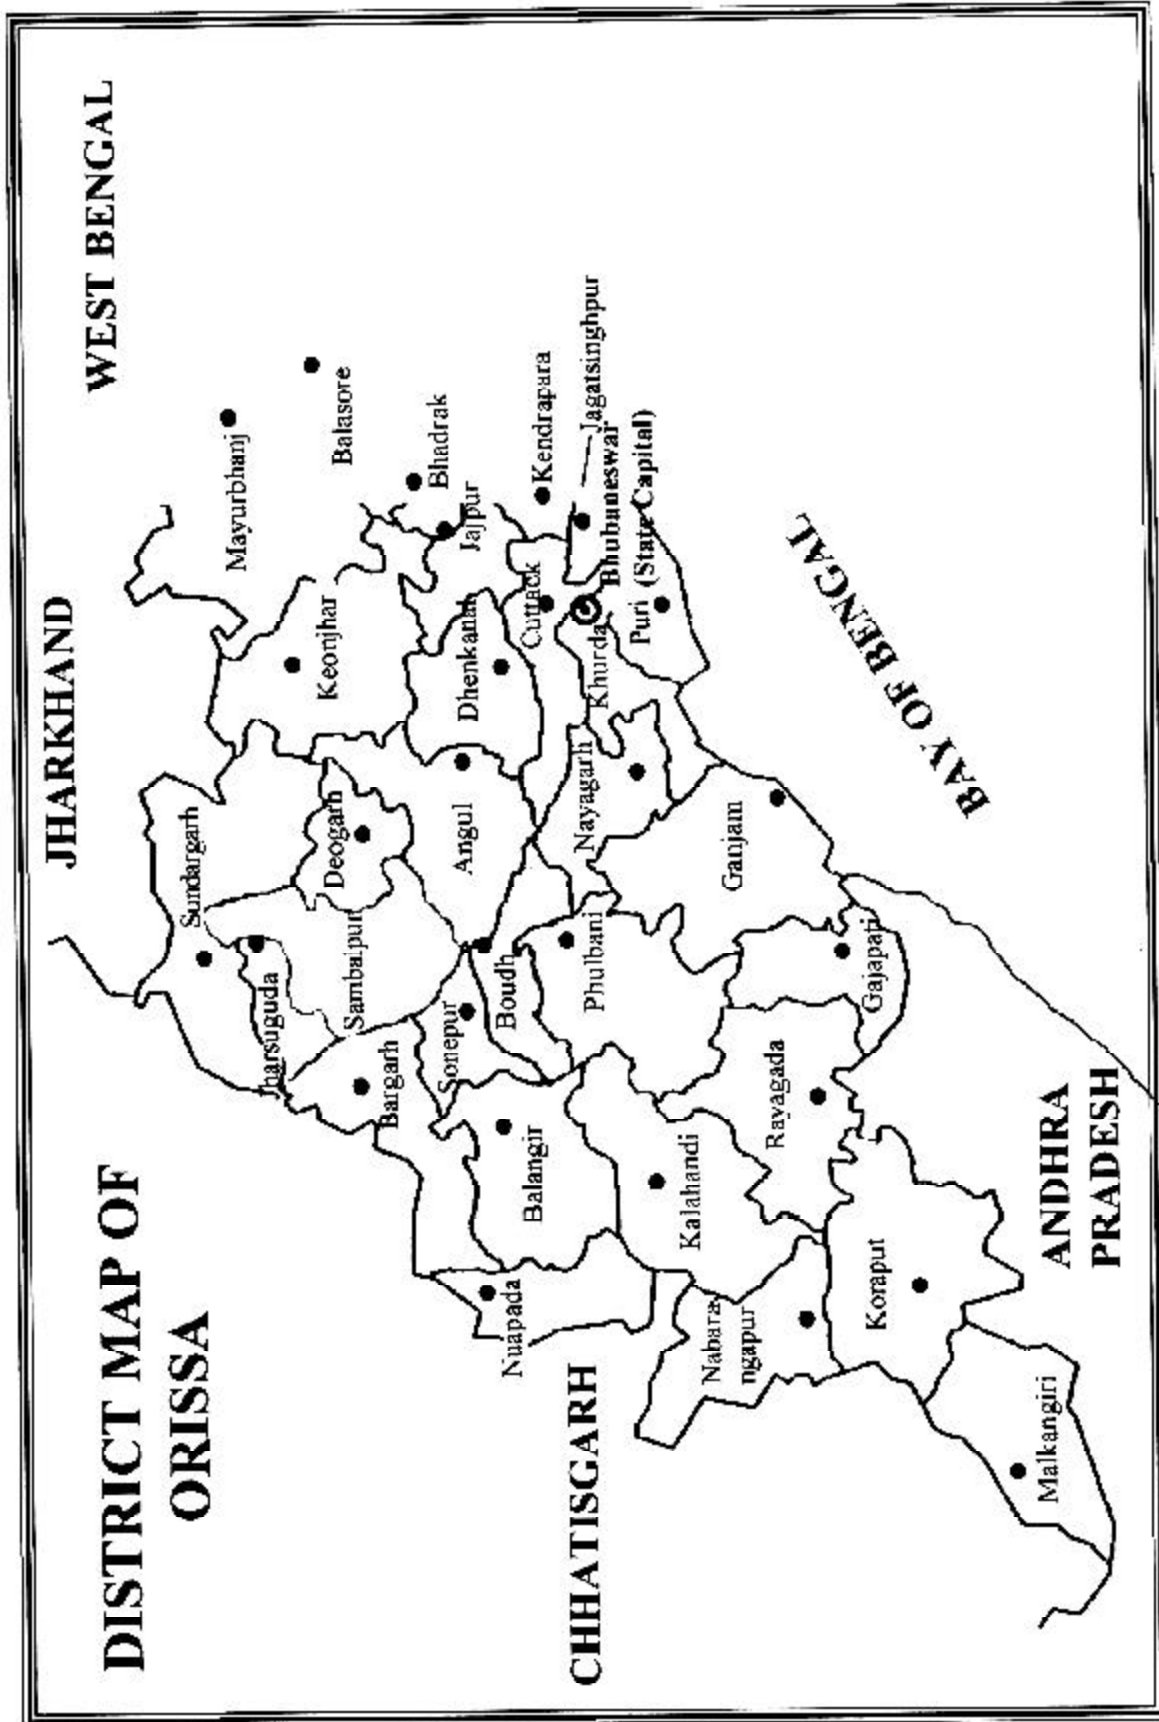 DISTRICT MAP OF
ORISSA
JHARKHAND
WEST BENGAL
Sundargarh
Mayurbhanj
Jharsuguda
Keonjhar
Balasore
Deogarh
Sambalpur
Bargarh
Bhadrak
Angul
Dhenkanal
Jajpur
Sonepur
Nuapada
Balangir
Boudh
Cuttack
Kendrapara
CHHATISGARH
Phulbani
Nayagarh
Khurda
Jagatsinghpur
Bhubaneswar
(State Capital)
Puri
Kalahandi
Nabara
ngapur
Rayagada
Ganjam
BAY OF BENGAL
Koraput
Gajapati
Malkangiri
ANDHRA
PRADESH